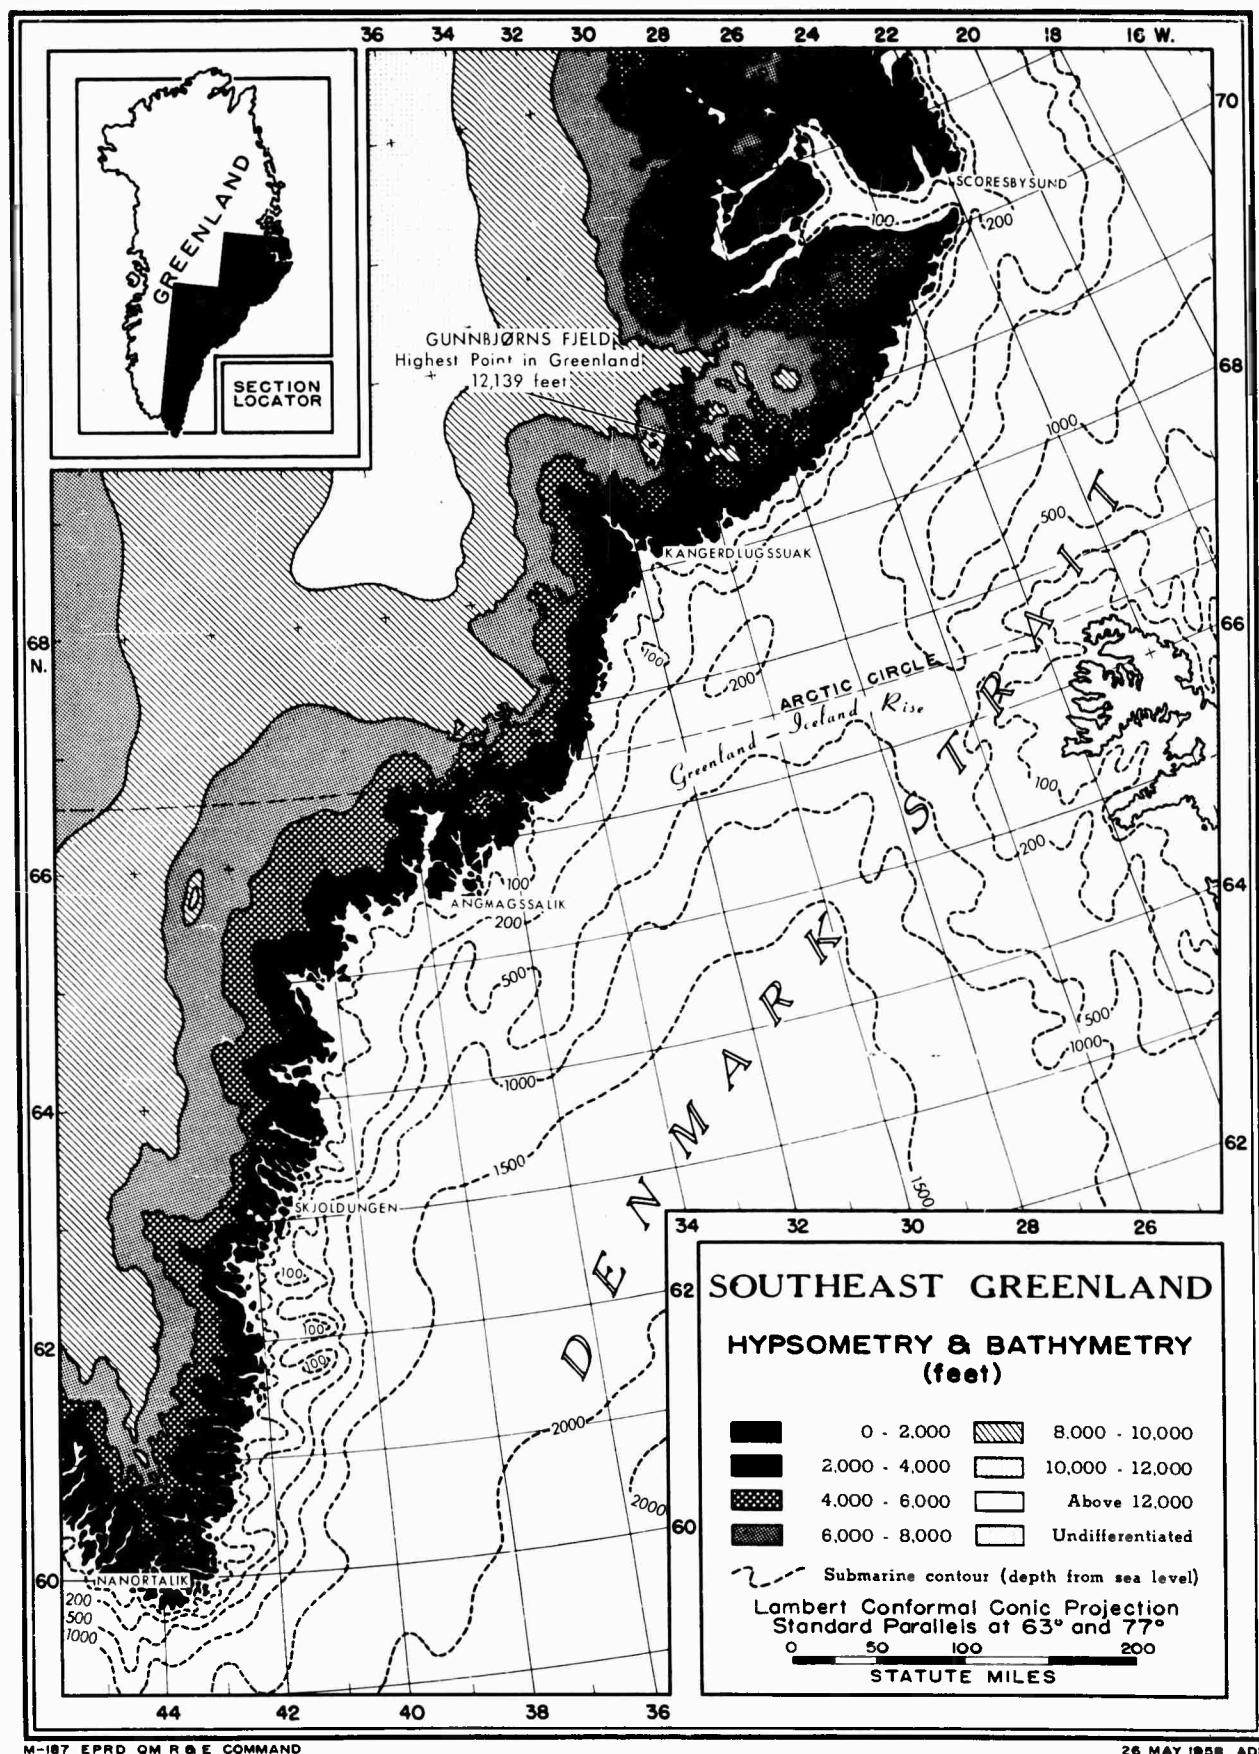 36 34 32 30 28 26 24 22 20 18 16 W.
70
68
66
64
62
GREENLAND
SECTION
LOCATOR
SCORESBYSUND
100
200
GUNNBJØRNS FJELD
Highest Point in Greenland
12,139 feet
1000
500
KANGERDLUGSSUAK
68
N.
100
200
ARCTIC CIRCLE
Greenland - Iceland Rise
DENMARK STRAIT
100
200
66
100
ANGMAGSSALIK
200
500
500
1000
1000
64
1500
1500
SKJOLDUNGEN
34 32 30 28 26
100
62
100
100
62
2000
2000
60
60
NANORTALIK
200
500
1000
44 42 40 38 36
SOUTHEAST GREENLAND
HYPSOMETRY & BATHYMETRY
(feet)
0 - 2,000 8,000 - 10,000
2,000 - 4,000 10,000 - 12,000
4,000 - 6,000 Above 12,000
6,000 - 8,000 Undifferentiated
Submarine contour (depth from sea level)
Lambert Conformal Conic Projection
Standard Parallels at 63° and 77°
0 50 100 200
STATUTE MILES
M-187 EPRD QM R & E COMMAND
26 MAY 1958 AD